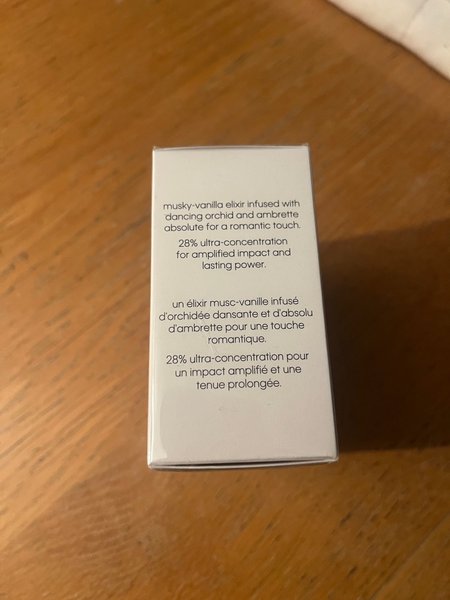 musky-vanilla elixir infused with
dancing orchid and ambrette
absolute for a romantic touch.
28% ultra-concentration
for amplified impact and
lasting power.
un élixir musc-vanille infusé
d'orchidée dansante et d'absolu
d'ambrette pour une touche
romantique.
28% ultra-concentration pour
un impact amplifié et une
tenue prolongée.